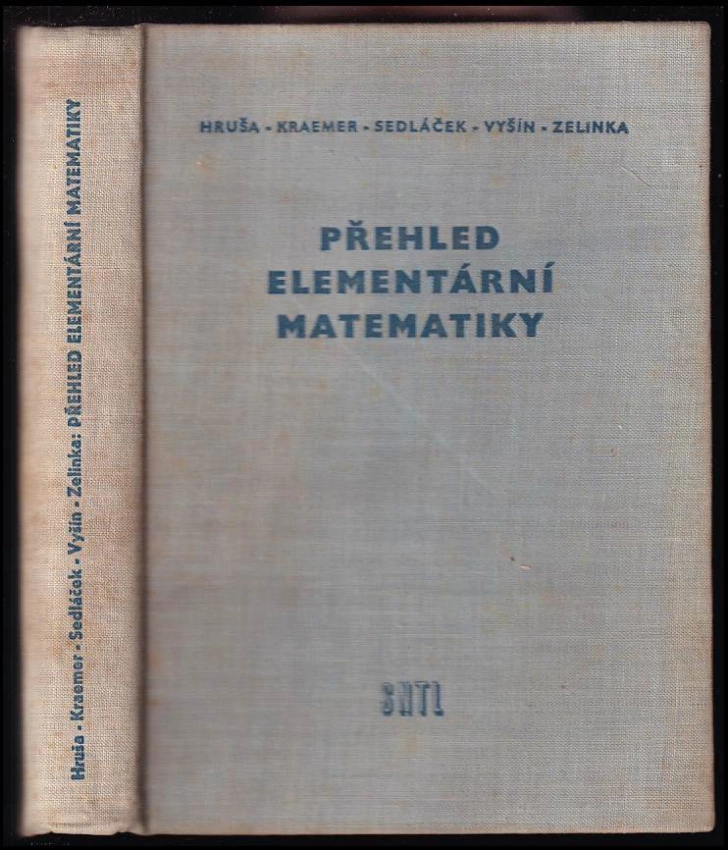 Hruša - Kraemer - Sedláček - Vyšín - Zelinka: PŘEHLED ELEMENTÁRNÍ MATEMATIKY
HRUŠA - KRAEMER - SEDLÁČEK - VYŠÍN - ZELINKA
PŘEHLED
ELEMENTÁRNÍ
MATEMATIKY
SNTL